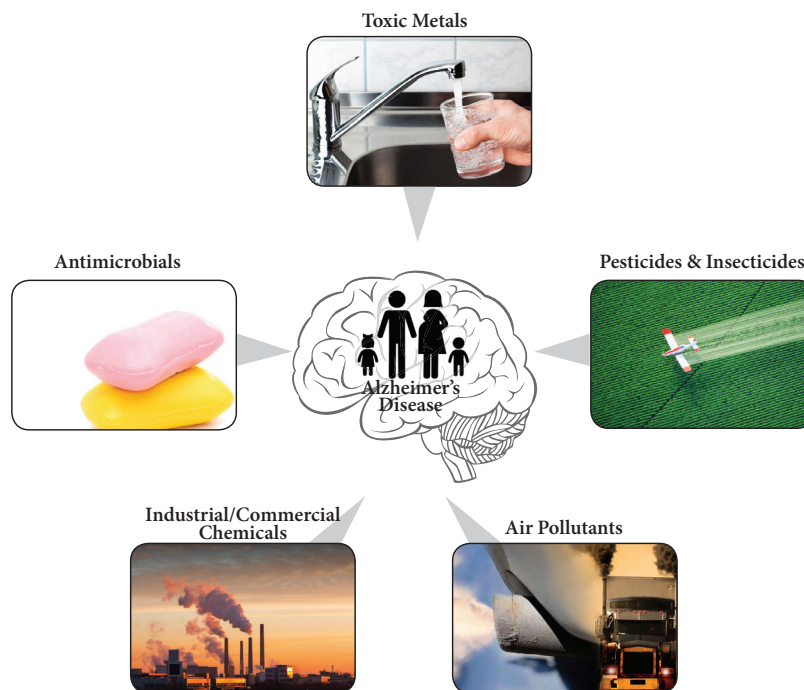 Toxic Metals
Antimicrobials
Pesticides & Insecticides
Alzheimer's
Disease
Industrial/Commercial
Chemicals
Air Pollutants